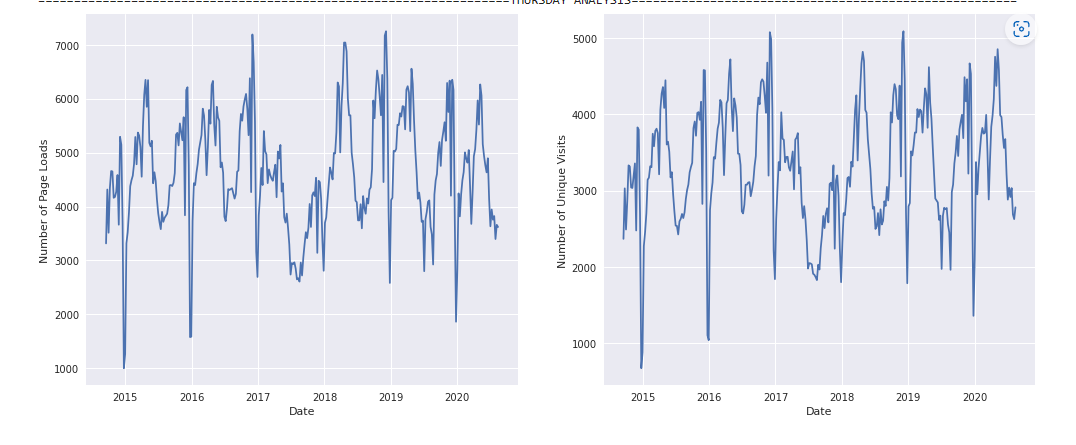 THURSDAY ANALYSIS
Number of Page Loads
7000
6000
5000
4000
3000
2000
1000
2015 2016 2017 2018 2019 2020
Date
Number of Unique Visits
5000
4000
3000
2000
1000
2015 2016 2017 2018 2019 2020
Date